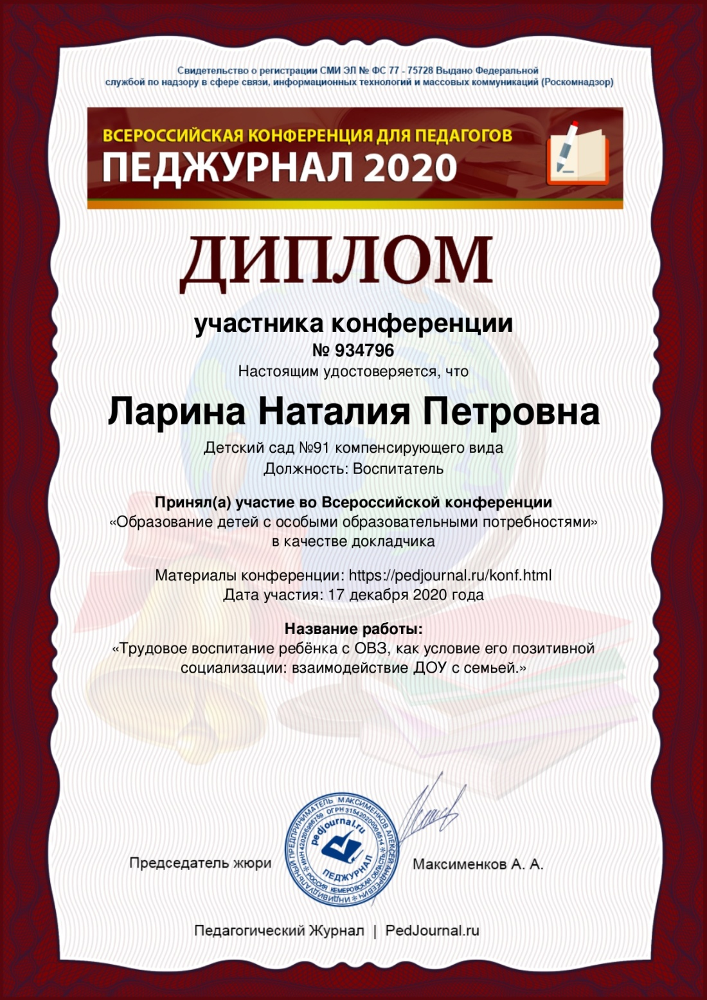 Свидетельство о регистрации СМИ ЭЛ № ФС 77 - 75728 Выдано Федеральной
службой по надзору в сфере связи, информационных технологий и массовых коммуникаций (Роскомнадзор)
ВСЕРОССИЙСКАЯ КОНФЕРЕНЦИЯ ДЛЯ ПЕДАГОГОВ
ПЕДЖУРНАЛ 2020
ДИПЛОМ
участника конференции
№ 934796
Настоящим удостоверяется, что
Ларина Наталия Петровна
Детский сад №91 компенсирующего вида
Должность: Воспитатель
Принял(а) участие во Всероссийской конференции
«Образование детей с особыми образовательными потребностями»
в качестве докладчика
Материалы конференции: https://pedjournal.ru/konf.html
Дата участия: 17 декабря 2020 года
Название работы:
«Трудовое воспитание ребёнка с ОВЗ, как условие его позитивной
социализации: взаимодействие ДОУ с семьей.»
ИНДИВИДУАЛЬНЫЙ ПРЕДПРИНИМАТЕЛЬ МАКСИМЕНКОВ АЛЕКСЕЙ АНДРЕЕВИЧ
РОССИЯ КЕМЕРОВСКАЯ ОБЛАСТЬ
pedjournal.ru
ПЕДЖУРНАЛ
Председатель жюри
Максименков А. А.
Педагогический Журнал | PedJournal.ru